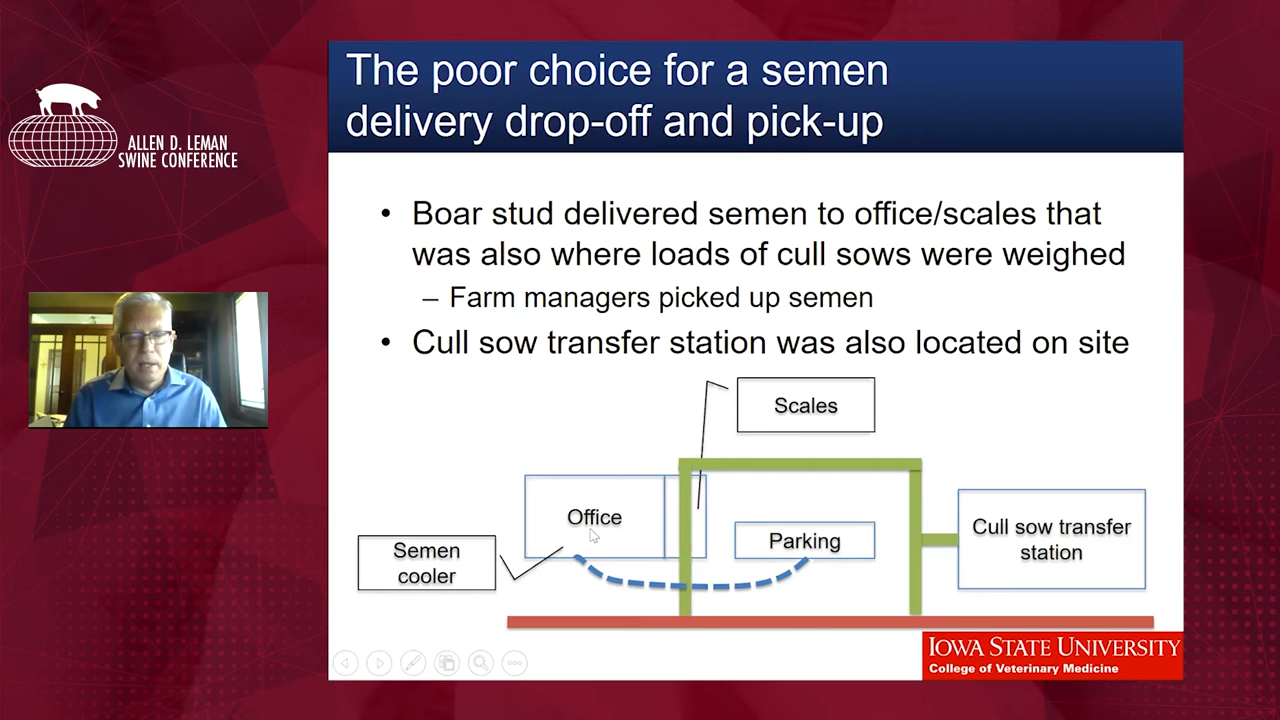 ALLEN D. LEMAN
SWINE CONFERENCE
The poor choice for a semen
delivery drop-off and pick-up
• Boar stud delivered semen to office/scales that
was also where loads of cull sows were weighed
– Farm managers picked up semen
• Cull sow transfer station was also located on site
Scales
Office
Parking
Cull sow transfer
station
Semen
cooler
IOWA STATE UNIVERSITY
College of Veterinary Medicine